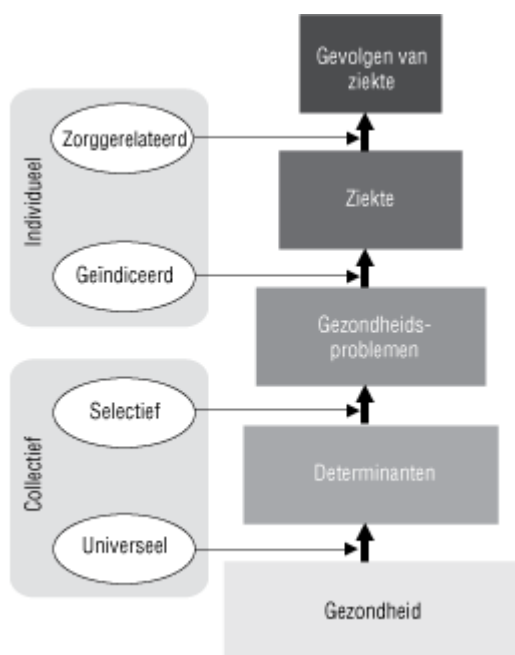 Gevolgen van
ziekte
Zorggerelateerd
Individueel
Ziekte
Geïndiceerd
Gezondheids-
problemen
Selectief
Collectief
Determinanten
Universeel
Gezondheid